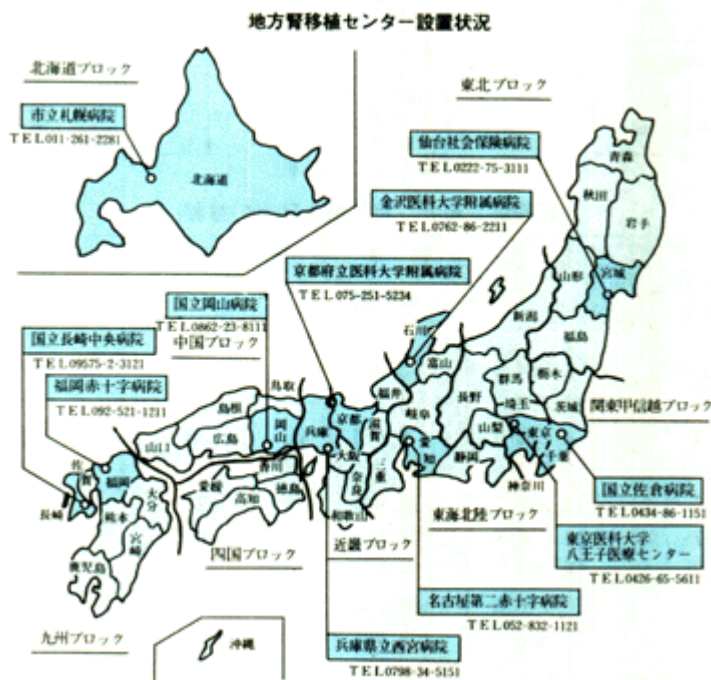 地方腎移植センター設置状況
北海道ブロック
市立札幌病院
TEL011-261-2281
北海道
東北ブロック
仙台社会保険病院
TEL0222-75-3111
金沢医科大学附属病院
TEL0762-86-2211
京都府立医科大学附属病院
TEL075-251-5234
国立岡山病院
TEL0862-23-8111
中国ブロック
国立長崎中央病院
TEL09575-2-3121
福岡赤十字病院
TEL092-521-1211
青森
秋田
岩手
山形
宮城
新潟
福島
石川
富山
群馬
栃木
長野
埼玉
茨城
関東甲信越ブロック
福井
岐阜
山梨
東京
千葉
神奈川
静岡
愛知
鳥取
島根
岡山
広島
山口
兵庫
京都
滋賀
大阪
奈良
三重
和歌山
香川
愛媛
徳島
高知
佐賀
福岡
大分
長崎
熊本
宮崎
鹿児島
国立佐倉病院
TEL0434-86-1151
東海北陸ブロック
東京医科大学
八王子医療センター
TEL0426-65-5611
四国ブロック
近畿ブロック
名古屋第二赤十字病院
TEL052-832-1121
九州ブロック
沖縄
兵庫県立西宮病院
TEL0798-34-5151